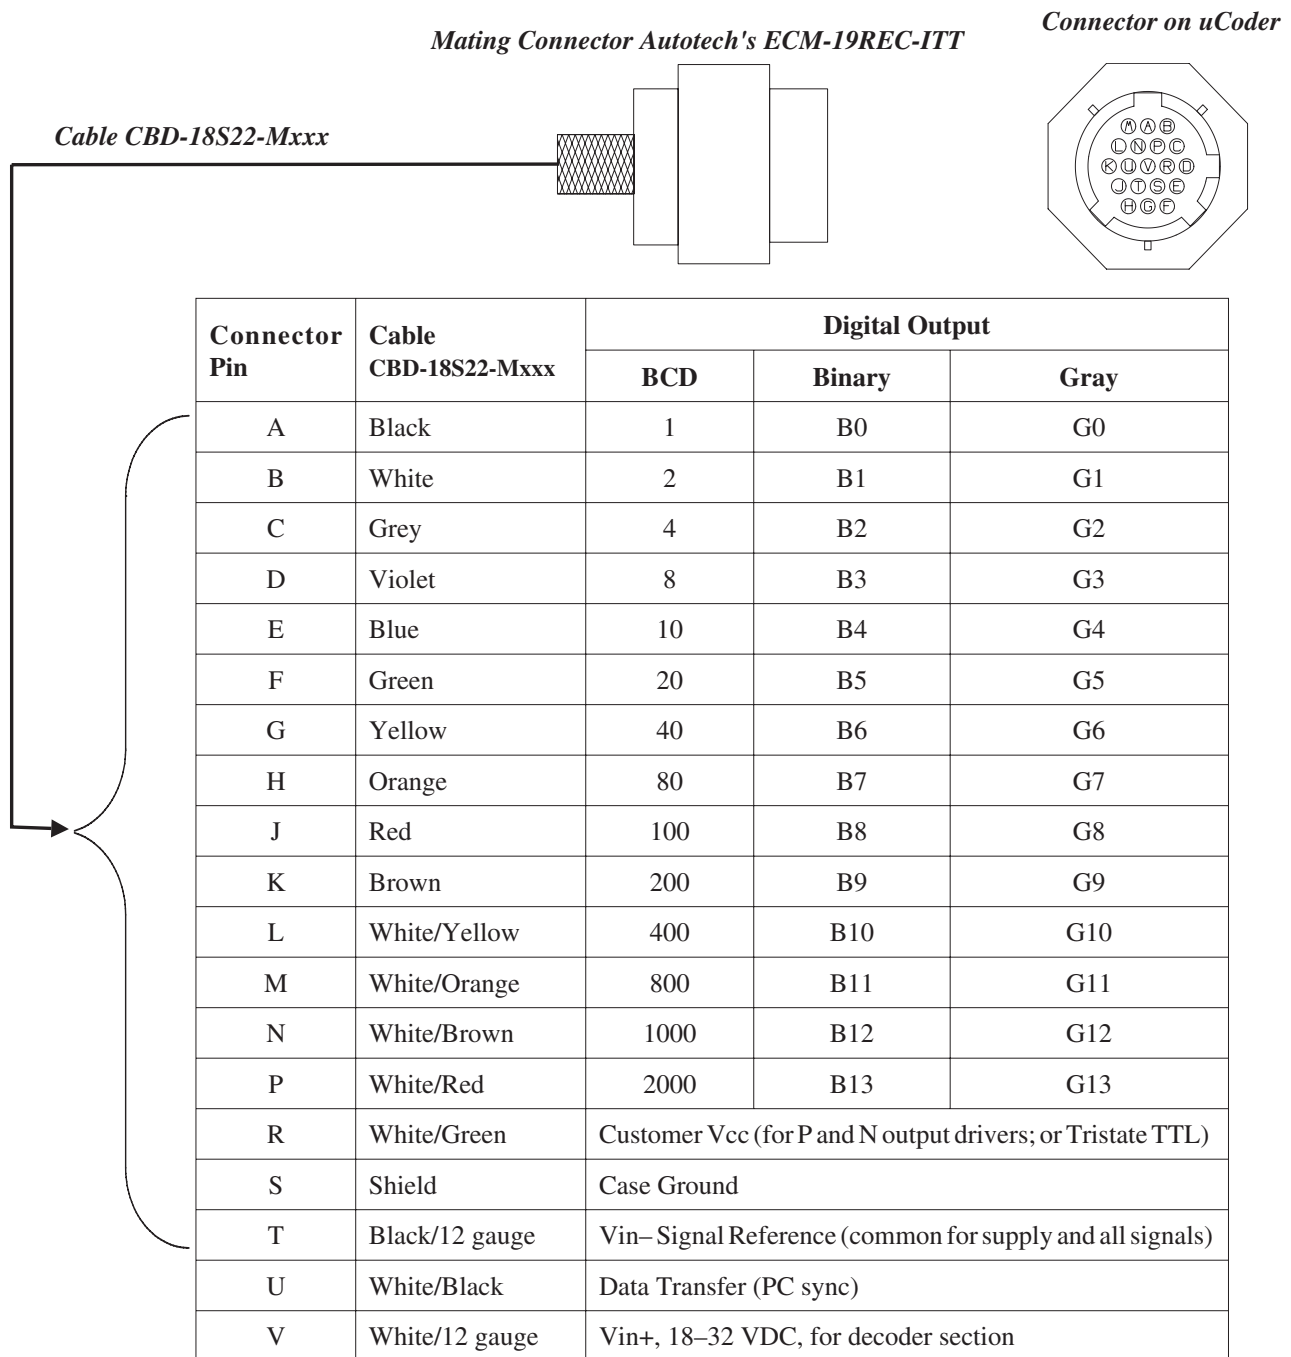 Connector on uCoder
Mating Connector Autotech's ECM-19REC-ITT
Cable CBD-18S22-Mxxx
M A B
L N P C
K U V R D
J T S E
H G F
Connector Pin Cable CBD-18S22-Mxxx Digital Output
BCD Binary Gray
A Black 1 B0 G0
B White 2 B1 G1
C Grey 4 B2 G2
D Violet 8 B3 G3
E Blue 10 B4 G4
F Green 20 B5 G5
G Yellow 40 B6 G6
H Orange 80 B7 G7
J Red 100 B8 G8
K Brown 200 B9 G9
L White/Yellow 400 B10 G10
M White/Orange 800 B11 G11
N White/Brown 1000 B12 G12
P White/Red 2000 B13 G13
R White/Green Customer Vcc (for P and N output drivers; or Tristate TTL)
S Shield Case Ground
T Black/12 gauge Vin– Signal Reference (common for supply and all signals)
U White/Black Data Transfer (PC sync)
V White/12 gauge Vin+, 18–32 VDC, for decoder section